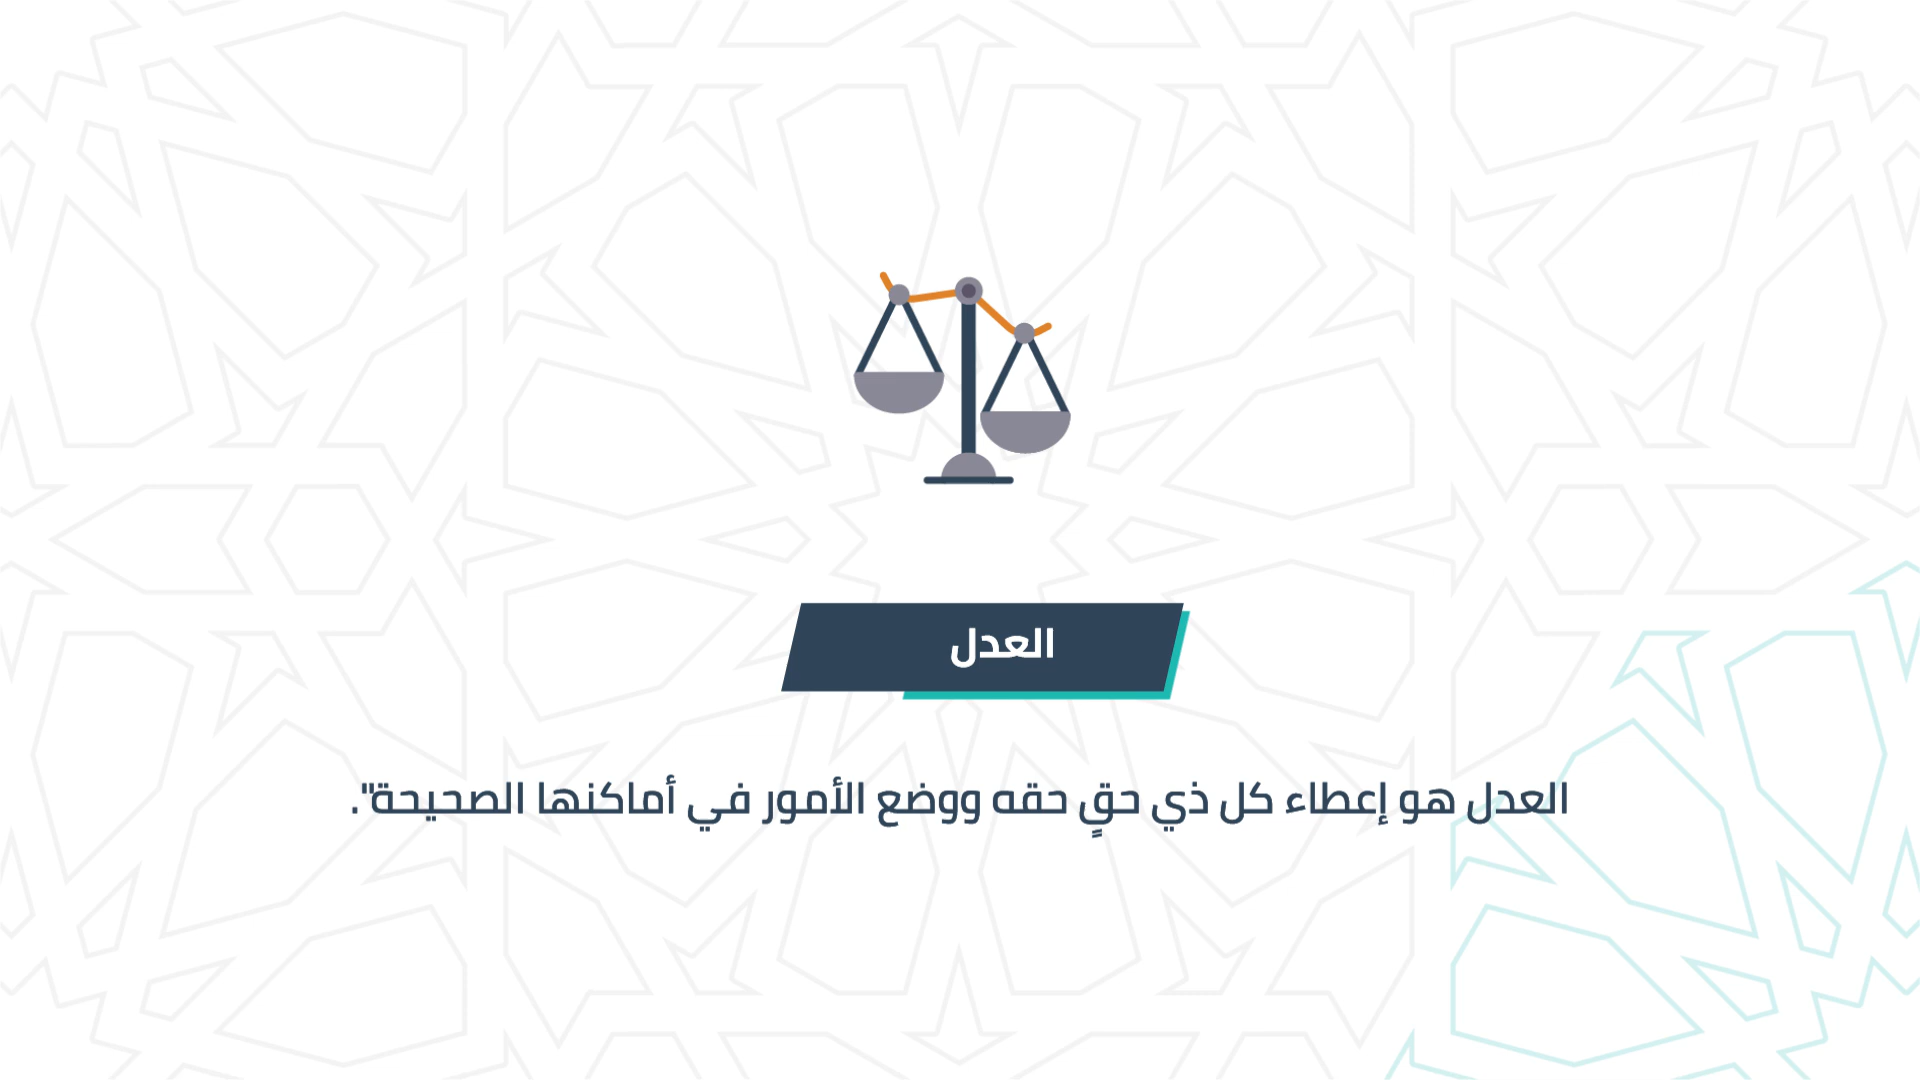 العدل
العدل هو إعطاء كل ذي حقٍ حقه ووضع الأمور في أماكنها الصحيحة".